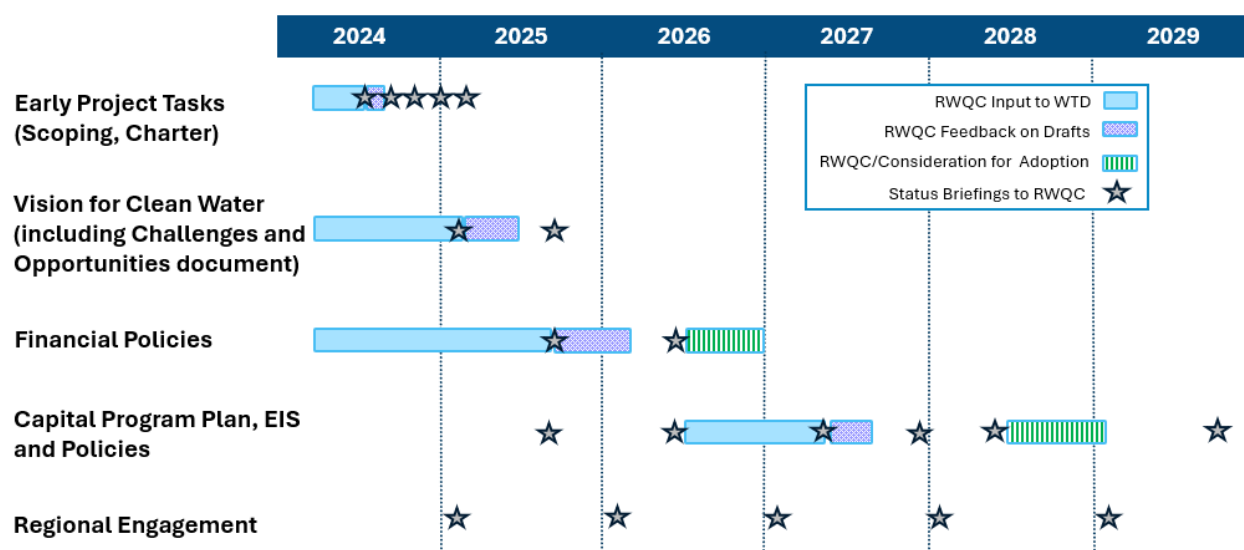 2024 2025 2026 2027 2028 2029
Early Project Tasks
(Scoping, Charter)
RWQC Input to WTD
RWQC Feedback on Drafts
RWQC/Consideration for Adoption
Status Briefings to RWQC
Vision for Clean Water
(including Challenges and
Opportunities document)
Financial Policies
Capital Program Plan, EIS
and Policies
Regional Engagement